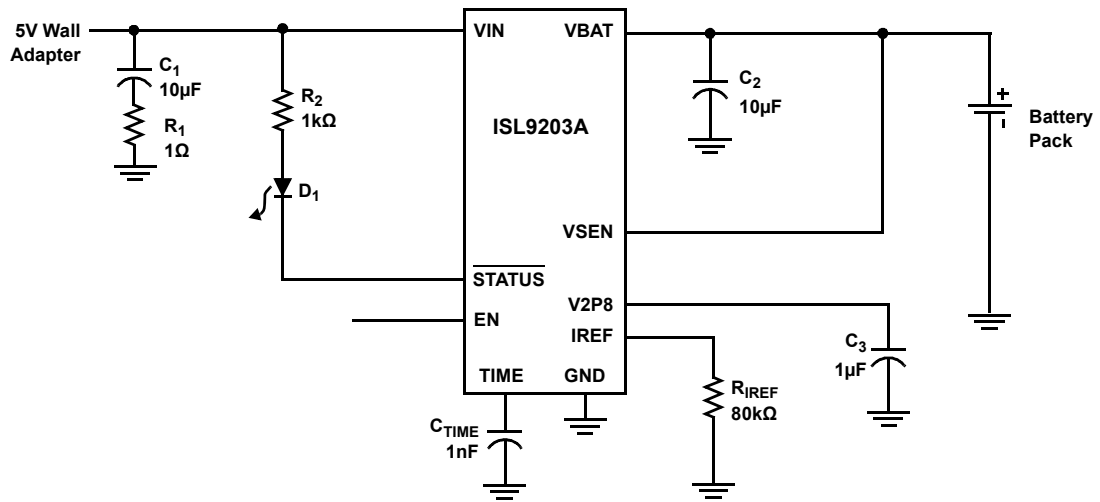 5V Wall
Adapter
C1
10µF
R1
1Ω
R2
1kΩ
D1
VIN
VBAT
ISL9203A
VSEN
STATUS
V2P8
EN
IREF
TIME
GND
CTIME
1nF
C2
10µF
+
-
Battery
Pack
C3
1µF
RIREF
80kΩ